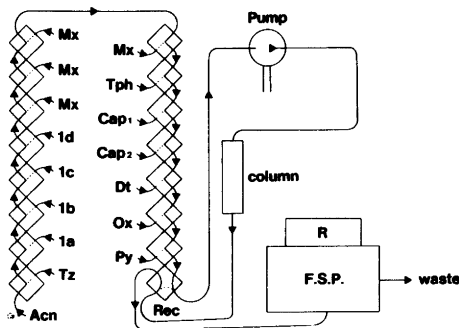 Mx
Mx
Mx
1d
1c
1b
1a
Tz
Acn
Mx
Tph
Cap1
Cap2
Dt
Ox
Py
Rec
Pump
column
R
F.S.P.
waste